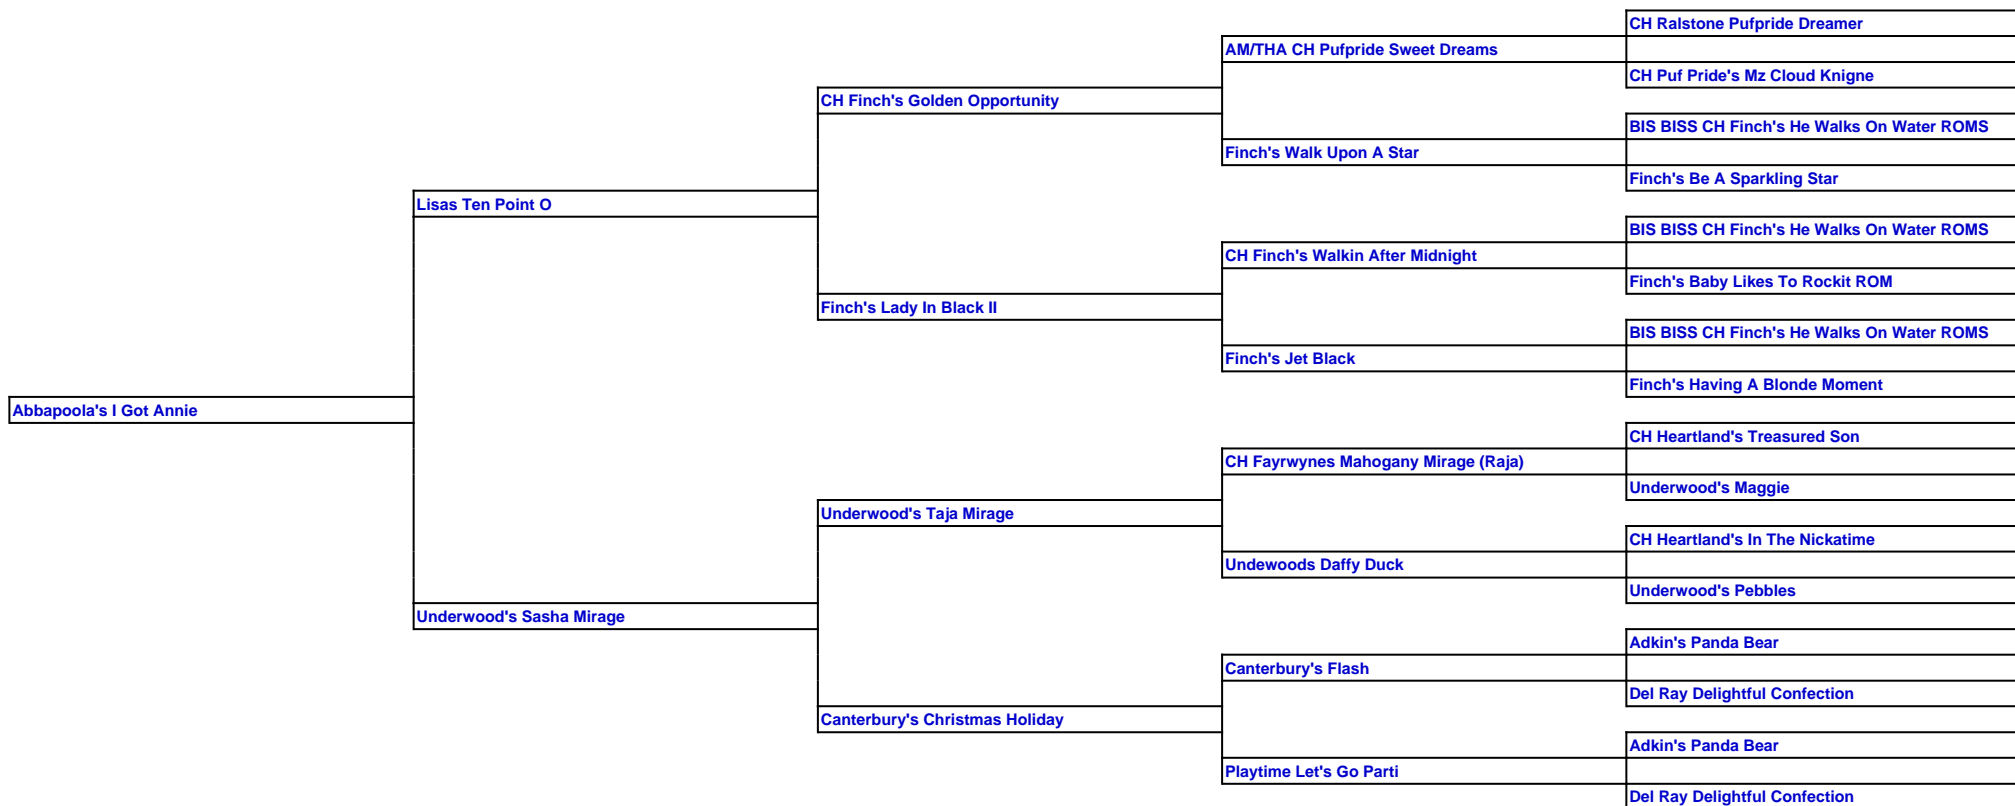 CH Ralstone Pufpride Dreamer
AM/THA CH Pufpride Sweet Dreams
CH Puf Pride's Mz Cloud Knigne
CH Finch's Golden Opportunity
BIS BISS CH Finch's He Walks On Water ROMS
Finch's Walk Upon A Star
Finch's Be A Sparkling Star
Lisas Ten Point O
BIS BISS CH Finch's He Walks On Water ROMS
CH Finch's Walkin After Midnight
Finch's Baby Likes To Rockit ROM
Finch's Lady In Black II
BIS BISS CH Finch's He Walks On Water ROMS
Finch's Jet Black
Finch's Having A Blonde Moment
Abbapoola's I Got Annie
CH Heartland's Treasured Son
CH Fayrwynes Mahogany Mirage (Raja)
Underwood's Maggie
Underwood's Taja Mirage
CH Heartland's In The Nickatime
Undewoods Daffy Duck
Underwood's Pebbles
Underwood's Sasha Mirage
Adkin's Panda Bear
Canterbury's Flash
Del Ray Delightful Confection
Canterbury's Christmas Holiday
Adkin's Panda Bear
Playtime Let's Go Parti
Del Ray Delightful Confection